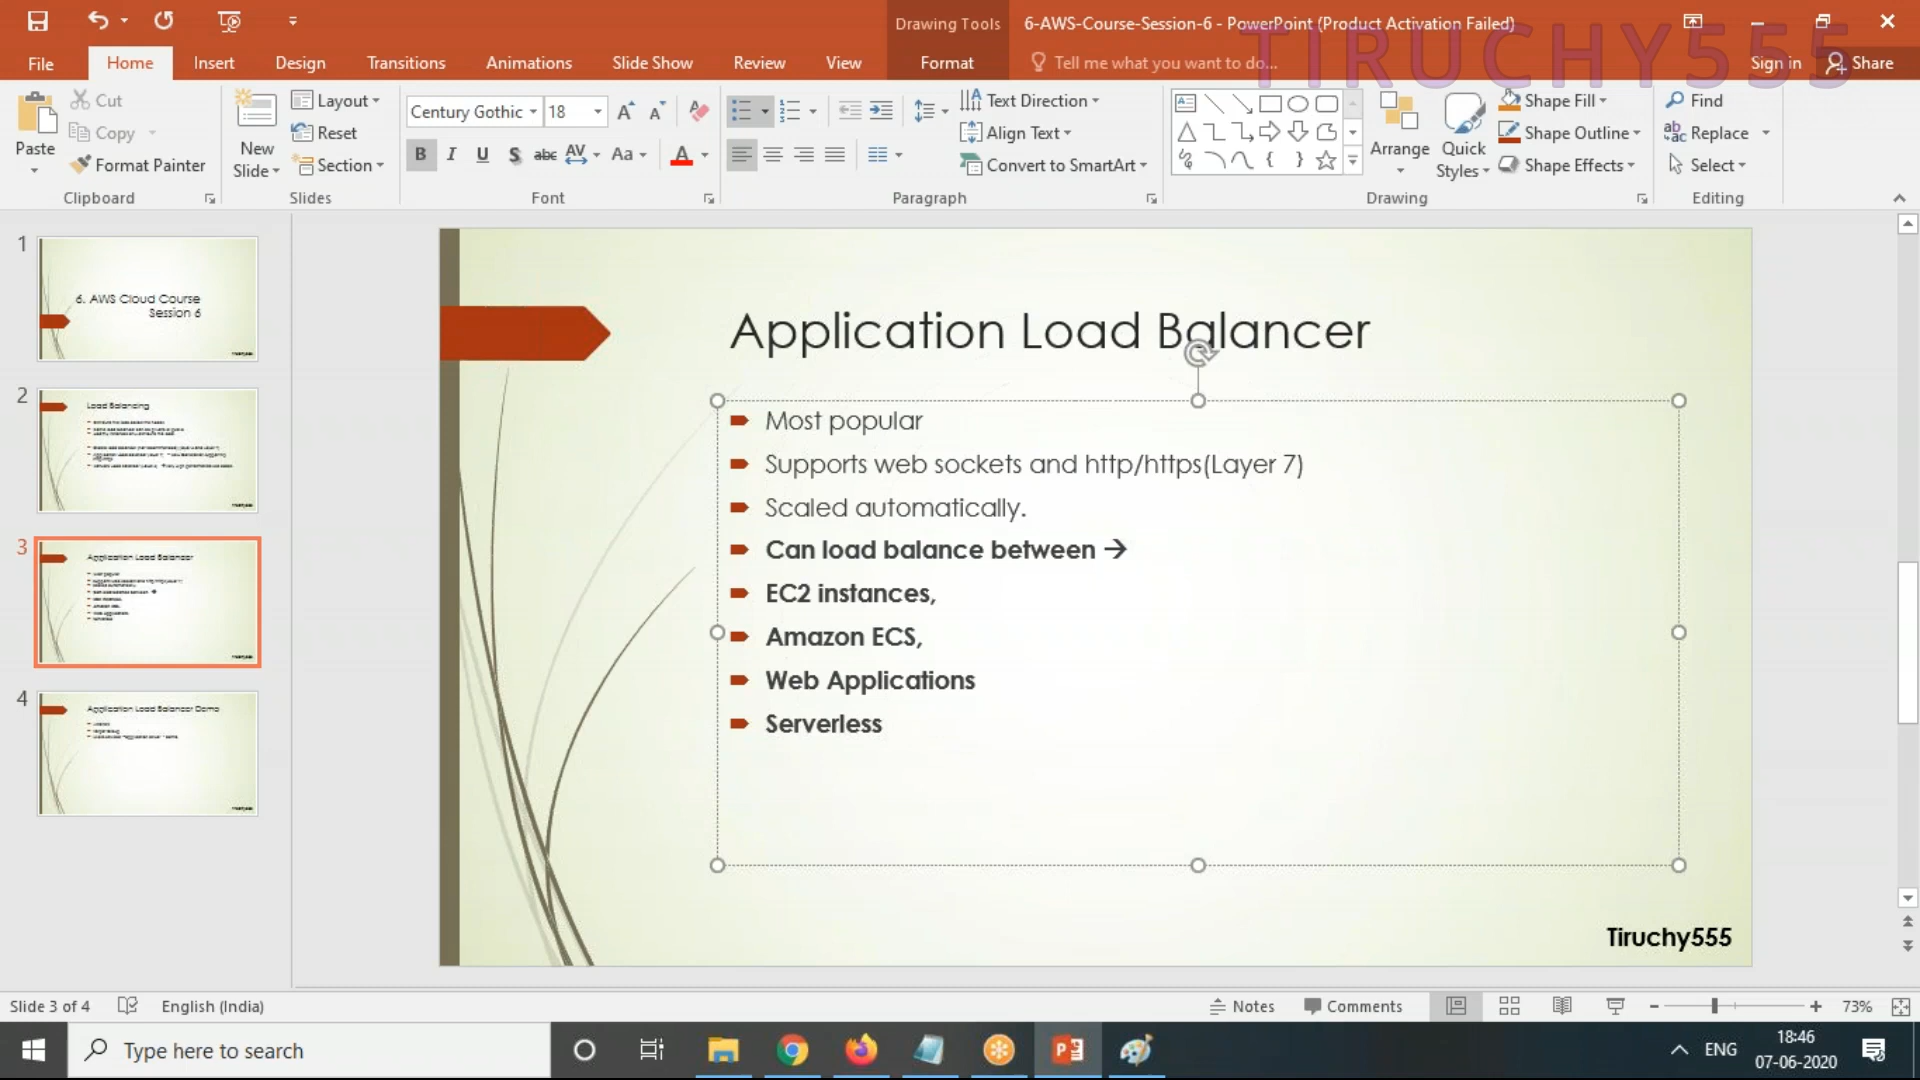 Drawing Tools
6-AWS-Course-Session-6 - PowerPoint (Product Activation Failed)
TIRUCHY555
File
Home
Insert
Design
Transitions
Animations
Slide Show
Review
View
Format
Tell me what you want to do...
Sign in
Share
Paste
Cut
Copy
Format Painter
Clipboard
New Slide
Layout
Reset
Section
Slides
Century Gothic
18
B I U S abc AV Aa A
Font
Text Direction
Align Text
Convert to SmartArt
Paragraph
Arrange
Quick Styles
Shape Fill
Shape Outline
Shape Effects
Drawing
Find
Replace
Select
Editing
1
6. AWS Cloud Course
Session 6
2
Load Balancing
3
Application Load Balancer
4
Application Load Balancer Demo
Application Load Balancer
Most popular
Supports web sockets and http/https(Layer 7)
Scaled automatically.
Can load balance between →
EC2 instances,
Amazon ECS,
Web Applications
Serverless
Tiruchy555
Slide 3 of 4
English (India)
Notes
Comments
73%
Type here to search
ENG
18:46
07-06-2020